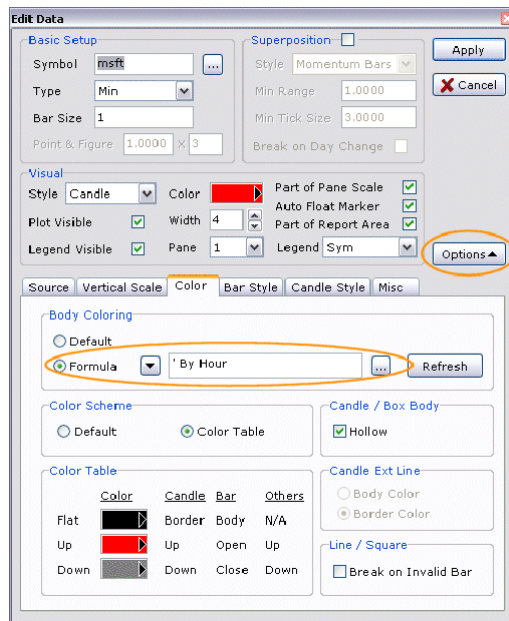 Edit Data
Basic Setup
Symbol msft ...
Type Min
Bar Size 1
Point & Figure 1.0000 X 3
Superposition
Style Momentum Bars
Min Range 1.0000
Min Tick Size 3.0000
Break on Day Change
Apply
Cancel
Visual
Style Candle Color Part of Pane Scale
Auto Float Marker
Plot Visible Width 4 Part of Report Area
Legend Visible Pane 1 Legend Sym
Options
Source Vertical Scale Color Bar Style Candle Style Misc
Body Coloring
Default
Formula ' By Hour ... Refresh
Color Scheme
Default Color Table
Candle / Box Body
Hollow
Color Table
Color Candle Bar Others
Flat Border Body N/A
Up Up Open Up
Down Down Close Down
Candle Ext Line
Body Color
Border Color
Line / Square
Break on Invalid Bar